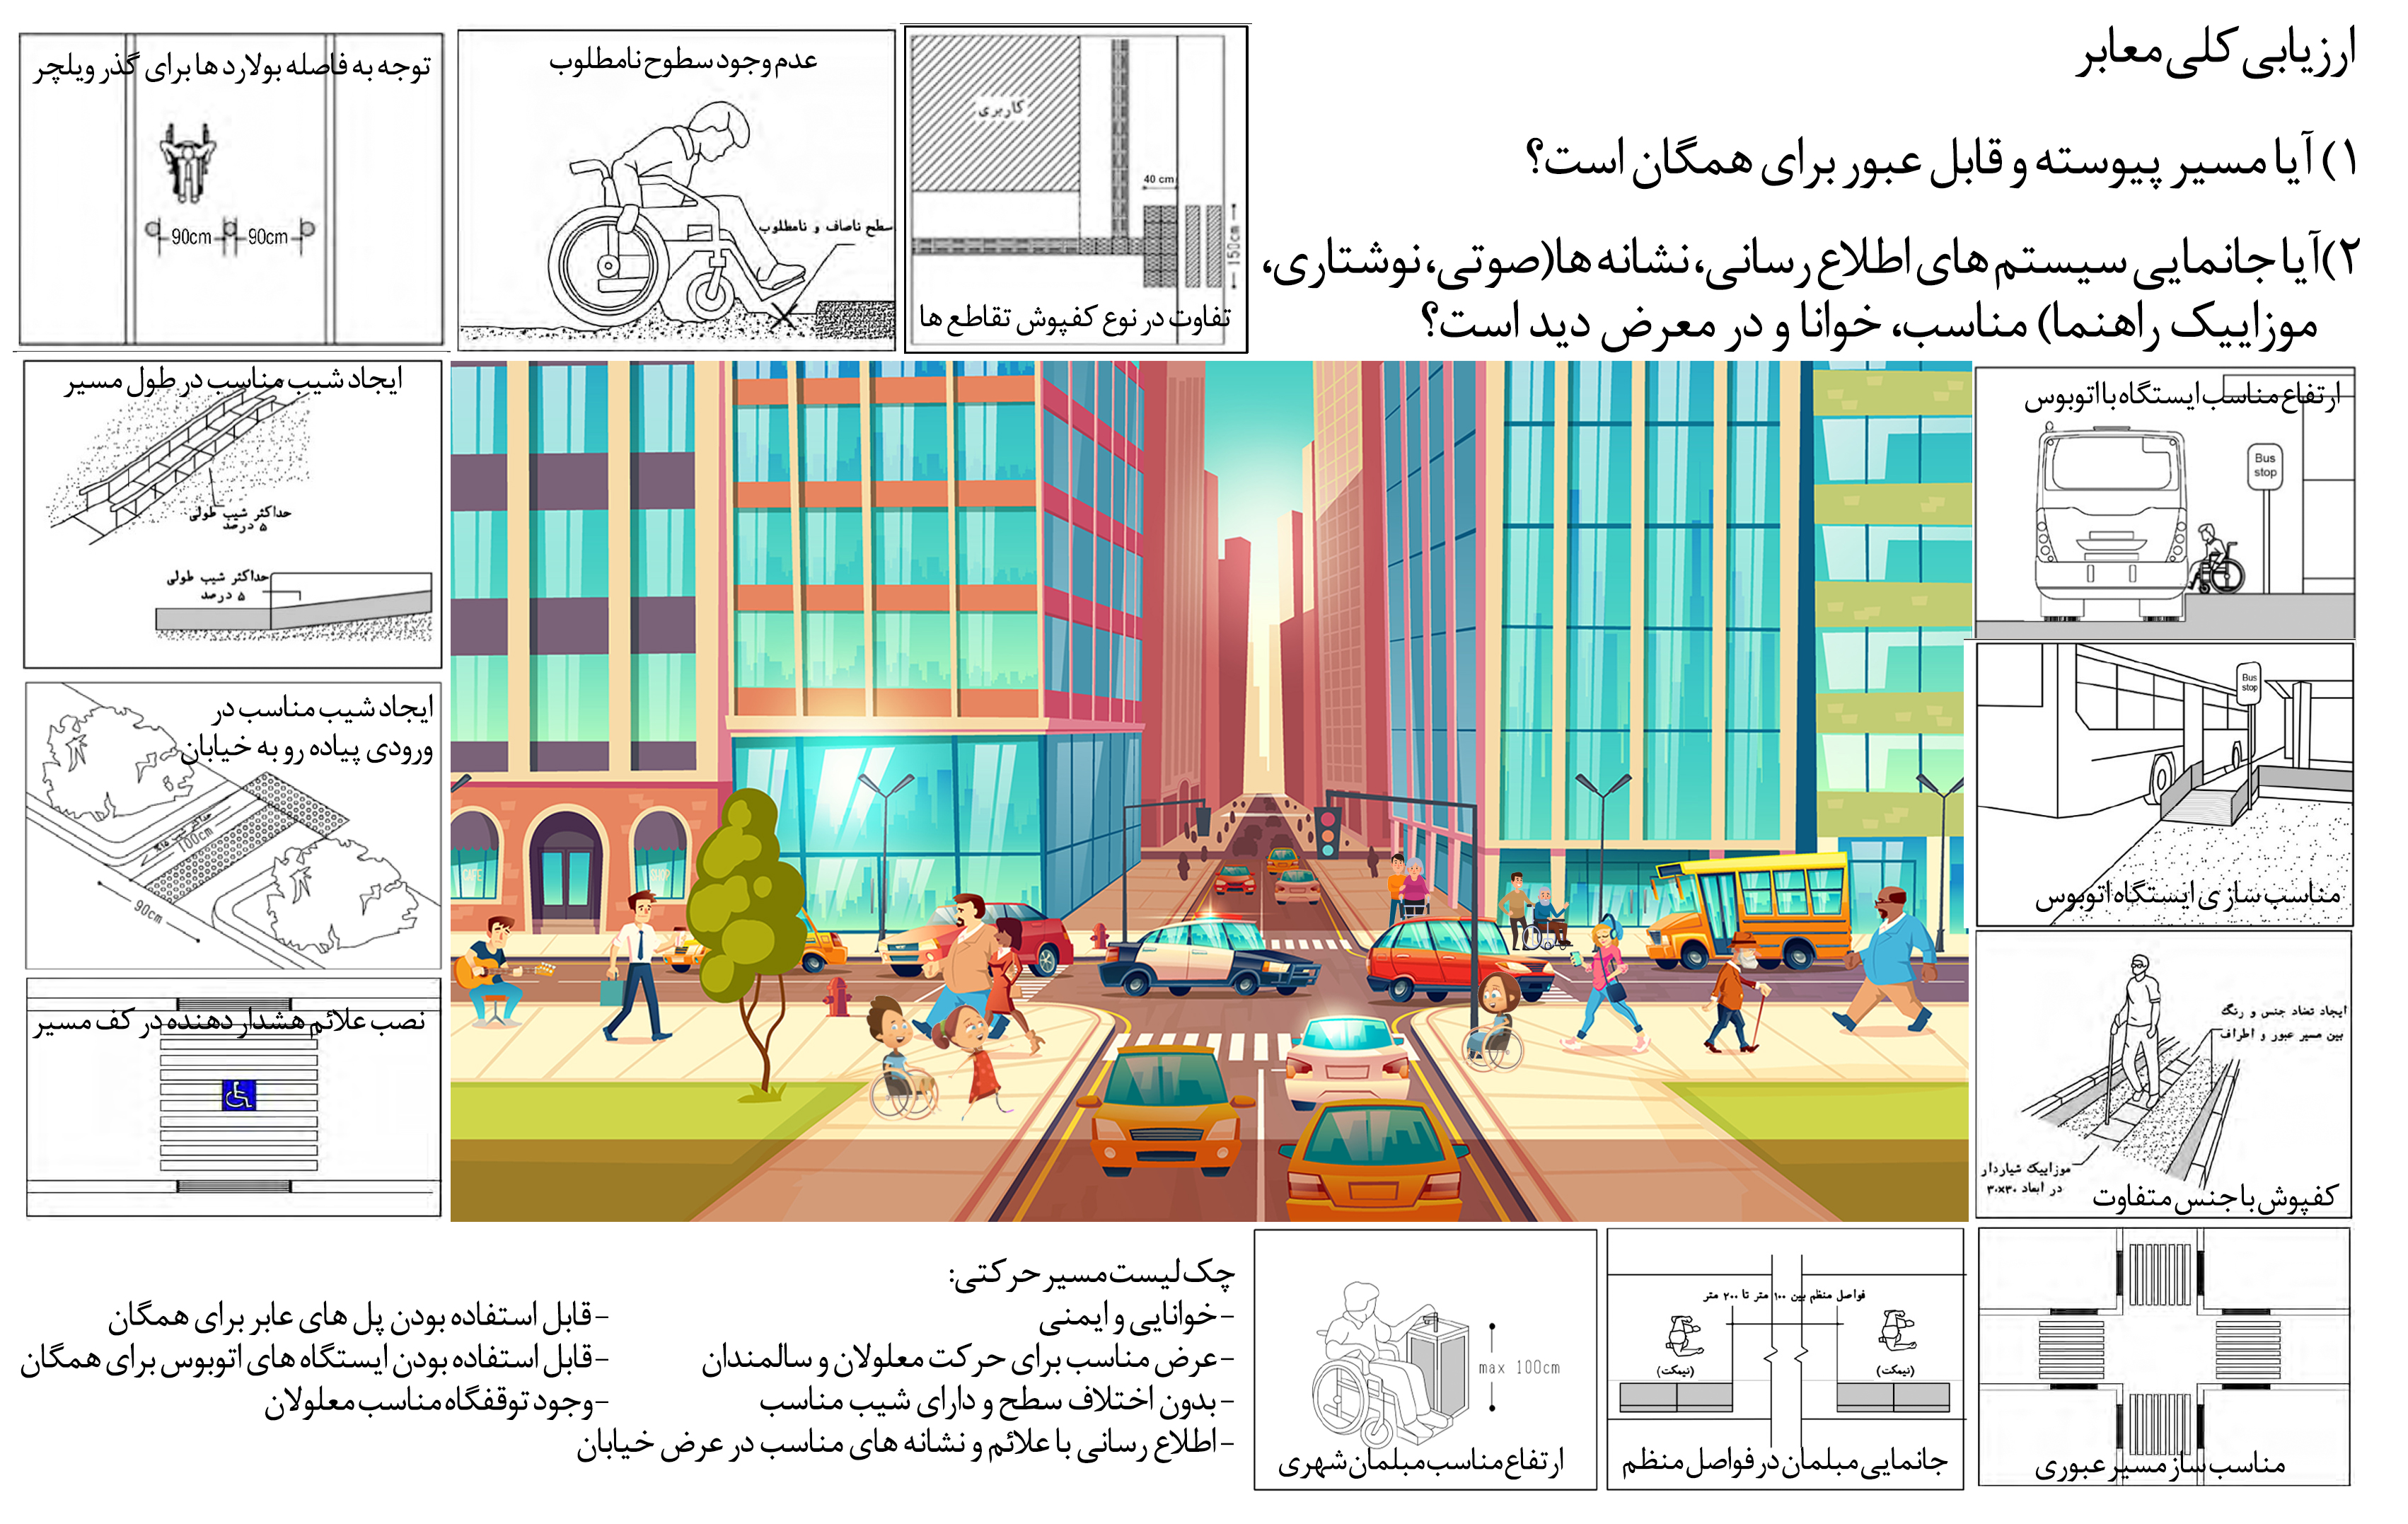 ارزیابی کلی معابر
۱) آیا مسیر پیوسته و قابل عبور برای همگان است؟
۲)آیا جانمایی سیستم های اطلاع رسانی، نشانه ها(صوتی، نوشتاری،
موزاییک راهنما) مناسب، خوانا و در معرض دید است؟
کاربری
40 cm
150cm
تفاوت در نوع کفپوش تقاطع ها
عدم وجود سطوح نامطلوب
سطح ناصاف و نامطلوب
توجه به فاصله بولارد ها برای گذر ویلچر
90cm
90cm
ارتفاع مناسب ایستگاه با اتوبوس
Bus
stop
Bus
stop
مناسب سازی ایستگاه اتوبوس
ایجاد تضاد جنس و رنگ
بین مسیر عبور و اطراف
موزاییک شیاردار
در ابعاد ۳۰×۳۰
کفپوش با جنس متفاوت
ایجاد شیب مناسب در طول مسیر
حداکثر شیب طولی
۵ درصد
حداکثر شیب طولی
۵ درصد
ایجاد شیب مناسب در
ورودی پیاده رو به خیابان
100cm
90cm
نصب علائم هشدار دهنده در کف مسیر
CAFE
SHOP
مناسب ساز مسیر عبوری
فواصل منظم بین ۱۰۰ متر تا ۲۰۰ متر
(نیمکت)
(نیمکت)
جانمایی مبلمان در فواصل منظم
max 100cm
ارتفاع مناسب مبلمان شهری
چک لیست مسیر حرکتی:
-خوانایی و ایمنی
-عرض مناسب برای حرکت معلولان و سالمندان
-بدون اختلاف سطح و دارای شیب مناسب
-اطلاع رسانی با علائم و نشانه های مناسب در عرض خیابان
-قابل استفاده بودن پل های عابر برای همگان
-قابل استفاده بودن ایستگاه های اتوبوس برای همگان
-وجود توقفگاه مناسب معلولان